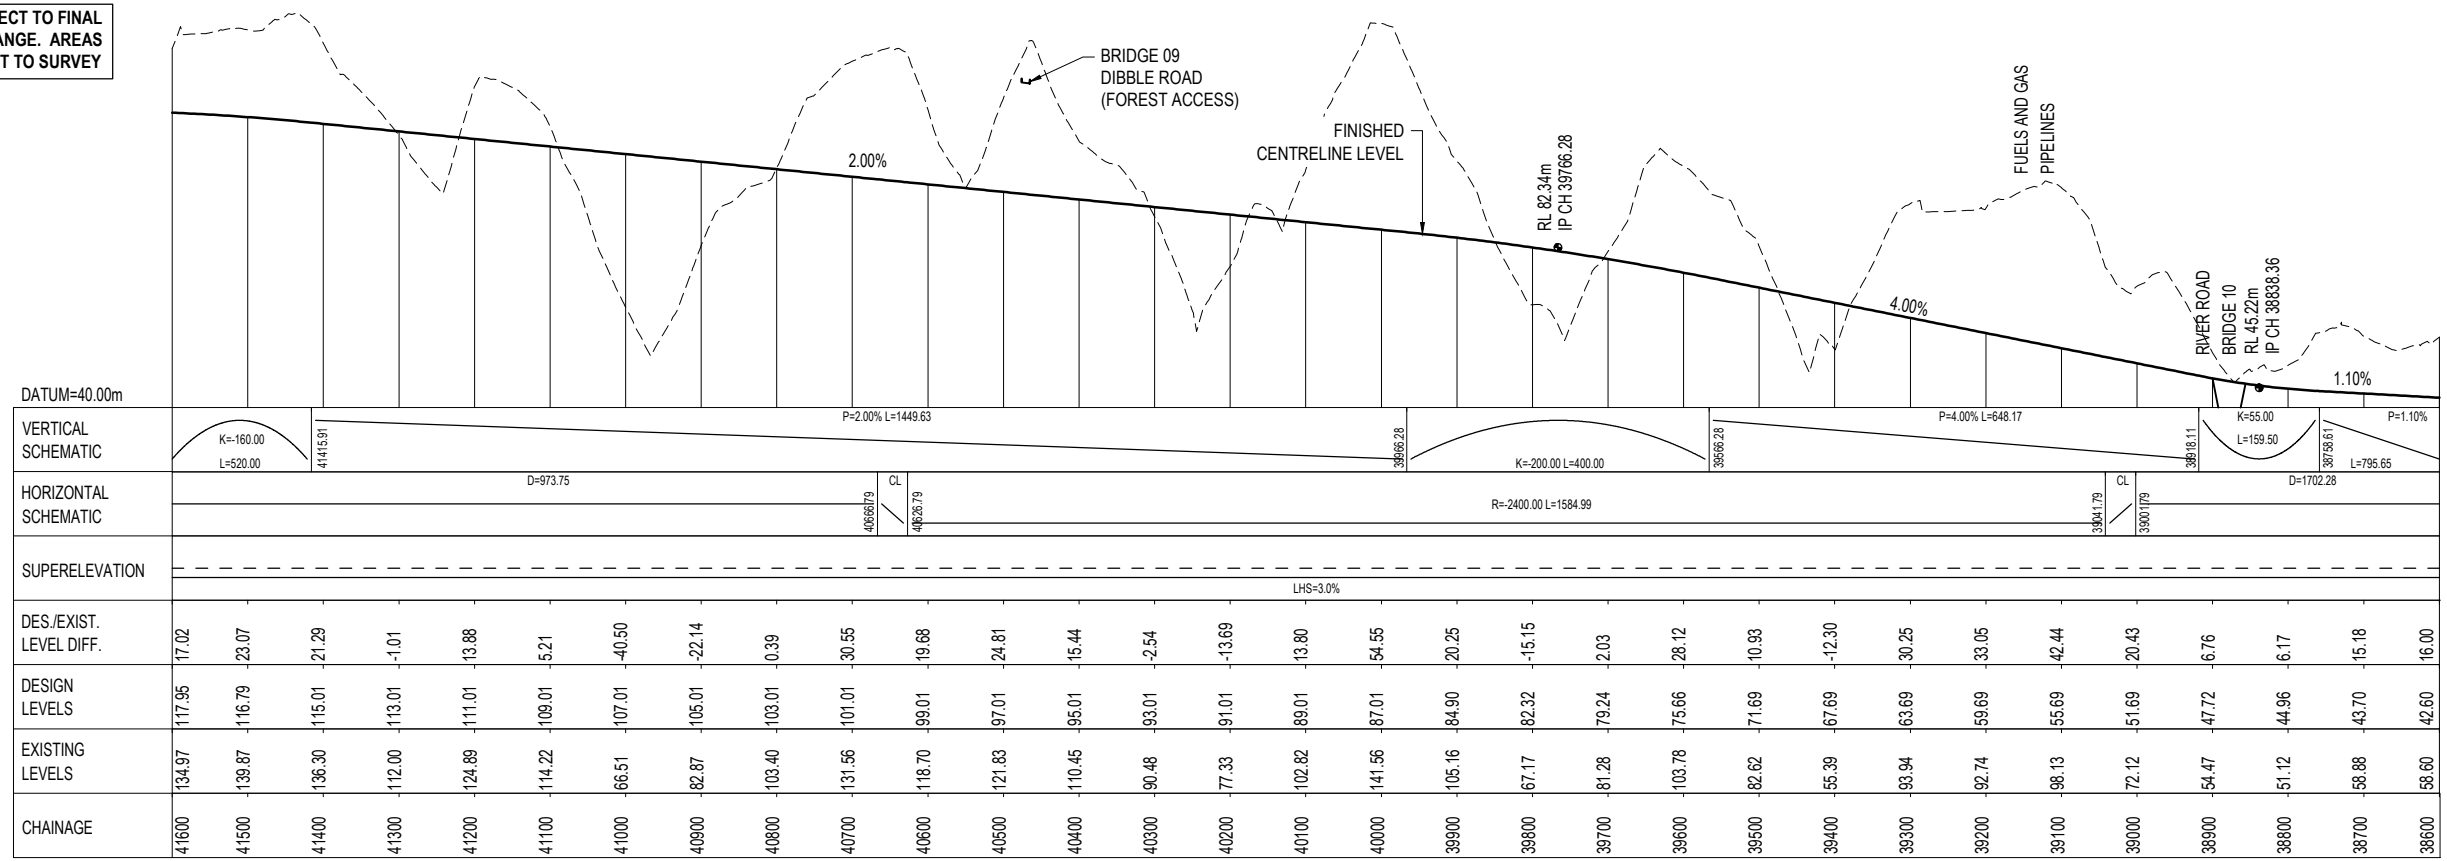 ECT TO FINAL
ANGE. AREAS
T TO SURVEY
BRIDGE 09
DIBBLE ROAD
(FOREST ACCESS)
2.00%
FINISHED
CENTRELINE LEVEL
RL 82.34m
IP CH 39766.28
FUELS AND GAS
PIPELINES
4.00%
RIVER ROAD
BRIDGE 10
RL 45.22m
IP CH 38838.36
1.10%
DATUM=40.00m
VERTICAL
SCHEMATIC
K=-160.00
L=520.00
41415.91
P=2.00% L=1449.63
39966.28
K=-200.00 L=400.00
39566.28
P=4.00% L=648.17
38918.11
K=55.00
L=159.50
38758.61
P=1.10%
L=795.65
HORIZONTAL
SCHEMATIC
D=973.75
40666.79
CL
40626.79
R=-2400.00 L=1584.99
39041.79
CL
39001.79
D=1702.28
SUPERELEVATION
LHS=3.0%
DES./EXIST.
LEVEL DIFF.
17.02 23.07 21.29 -1.01 13.88 5.21 -40.50 -22.14 0.39 30.55 19.68 24.81 15.44 -2.54 -13.69 13.80 54.55 20.25 -15.15 2.03 28.12 10.93 -12.30 30.25 33.05 42.44 20.43 6.76 6.17 15.18 16.00
DESIGN
LEVELS
117.95 116.79 115.01 113.01 111.01 109.01 107.01 105.01 103.01 101.01 99.01 97.01 95.01 93.01 91.01 89.01 87.01 84.90 82.32 79.24 75.66 71.69 67.69 63.69 59.69 55.69 51.69 47.72 44.96 43.70 42.60
EXISTING
LEVELS
134.97 139.87 136.30 112.00 124.89 114.22 66.51 82.87 103.40 131.56 118.70 121.83 110.45 90.48 77.33 102.82 141.56 105.16 67.17 81.28 103.78 82.62 55.39 93.94 92.74 98.13 72.12 54.47 51.12 58.88 58.60
CHAINAGE
41600 41500 41400 41300 41200 41100 41000 40900 40800 40700 40600 40500 40400 40300 40200 40100 40000 39900 39800 39700 39600 39500 39400 39300 39200 39100 39000 38900 38800 38700 38600